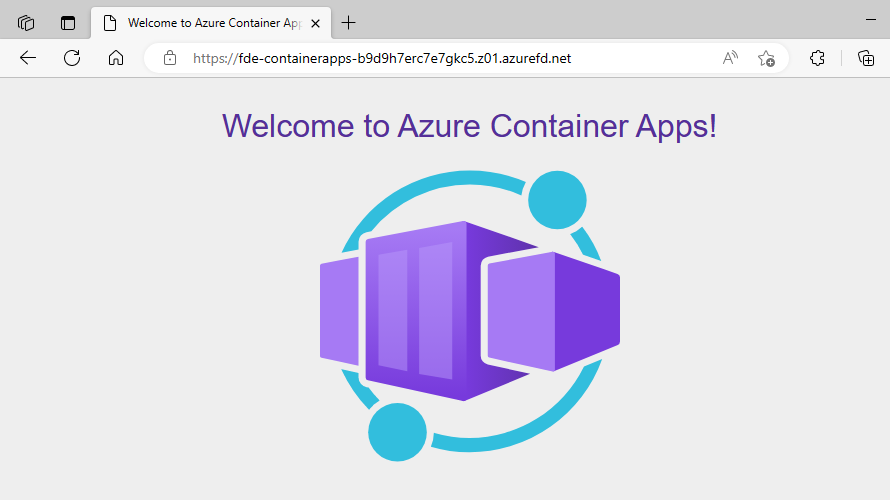 Welcome to Azure Container App
https://fde-containerapps-b9d9h7erc7e7gkc5.z01.azurefd.net
Welcome to Azure Container Apps!